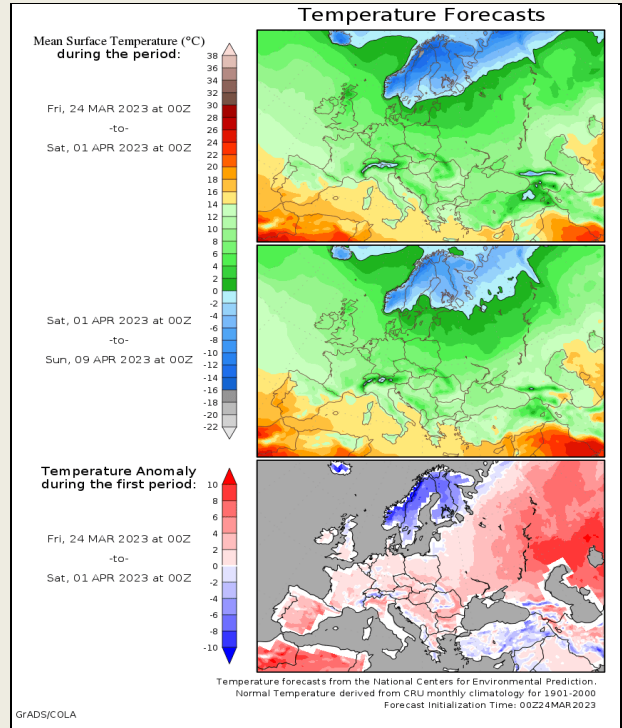 Temperature Forecasts
Mean Surface Temperature (°C)
during the period:
38
36
34
32
30
28
26
24
22
20
18
16
14
12
10
8
6
4
2
0
-2
-4
-6
-8
-10
-12
-14
-16
-18
-20
-22
Fri, 24 MAR 2023 at 00Z
-to-
Sat, 01 APR 2023 at 00Z
Sat, 01 APR 2023 at 00Z
-to-
Sun, 09 APR 2023 at 00Z
Temperature Anomaly
during the first period:
10
8
6
4
2
0
-2
-4
-6
-8
-10
Fri, 24 MAR 2023 at 00Z
-to-
Sat, 01 APR 2023 at 00Z
Temperature forecasts from the National Centers for Environmental Prediction.
Normal Temperature derived from CRU monthly climatology for 1901-2000
Forecast Initialization Time: 00Z24MAR2023
GrADS/COLA